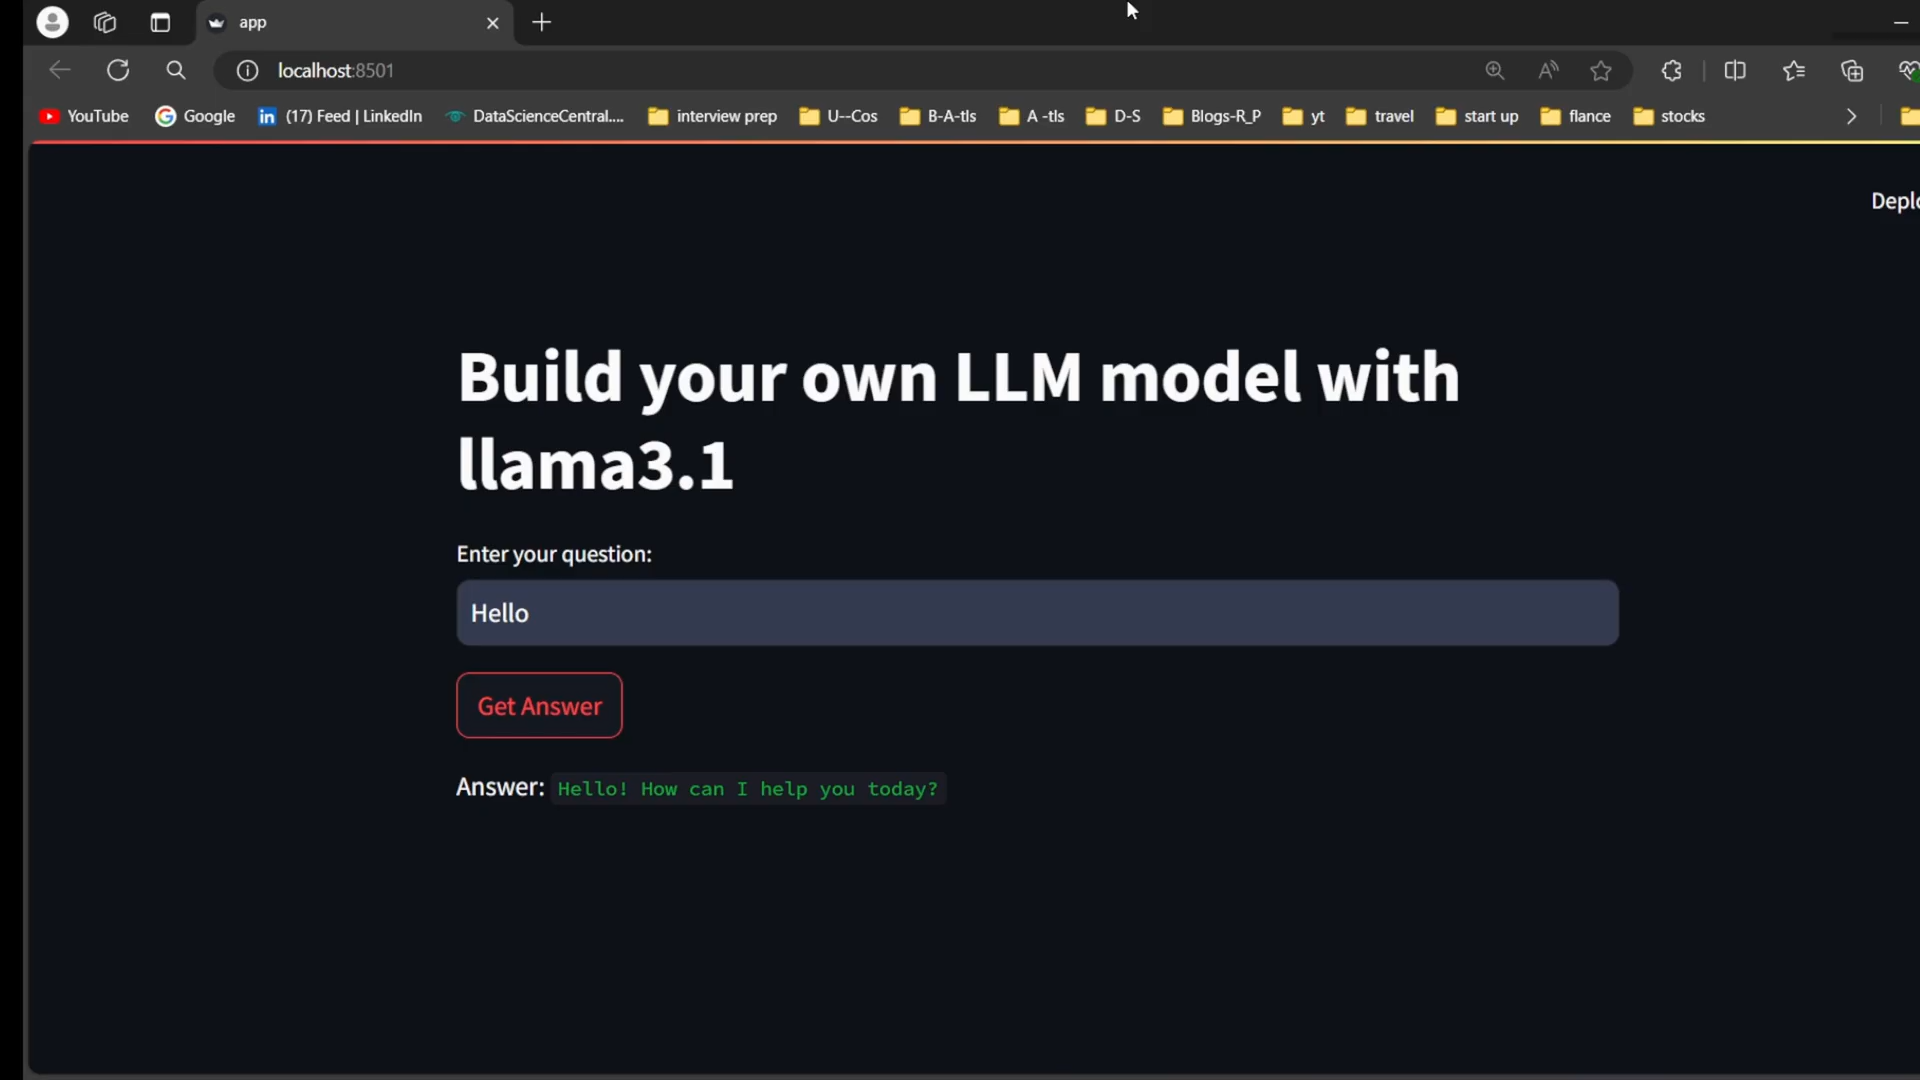 app
localhost:8501
YouTube Google (17) Feed | LinkedIn DataScienceCentral.... interview prep U--Cos B-A-tls A -tls D-S Blogs-R_P yt travel start up flance stocks
Build your own LLM model with
llama3.1
Enter your question:
Hello
Get Answer
Answer: Hello! How can I help you today?